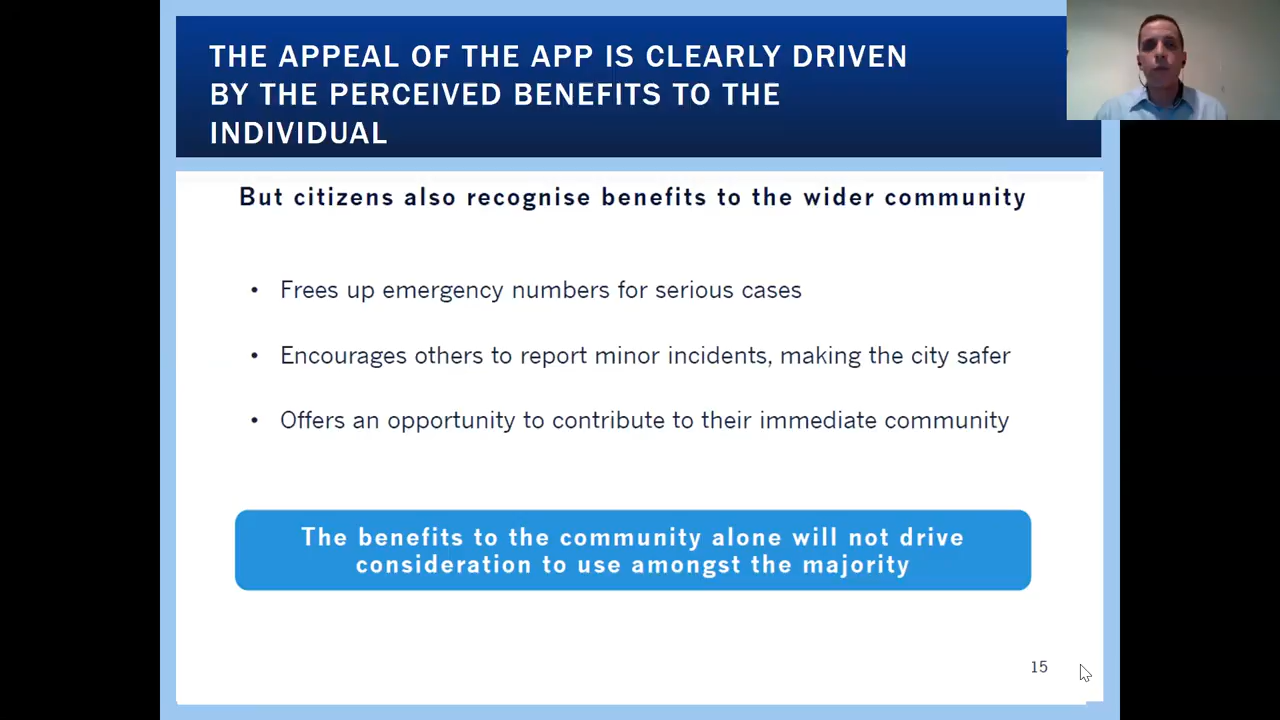 THE APPEAL OF THE APP IS CLEARLY DRIVEN
BY THE PERCEIVED BENEFITS TO THE
INDIVIDUAL
But citizens also recognise benefits to the wider community
• Frees up emergency numbers for serious cases
• Encourages others to report minor incidents, making the city safer
• Offers an opportunity to contribute to their immediate community
The benefits to the community alone will not drive
consideration to use amongst the majority
15